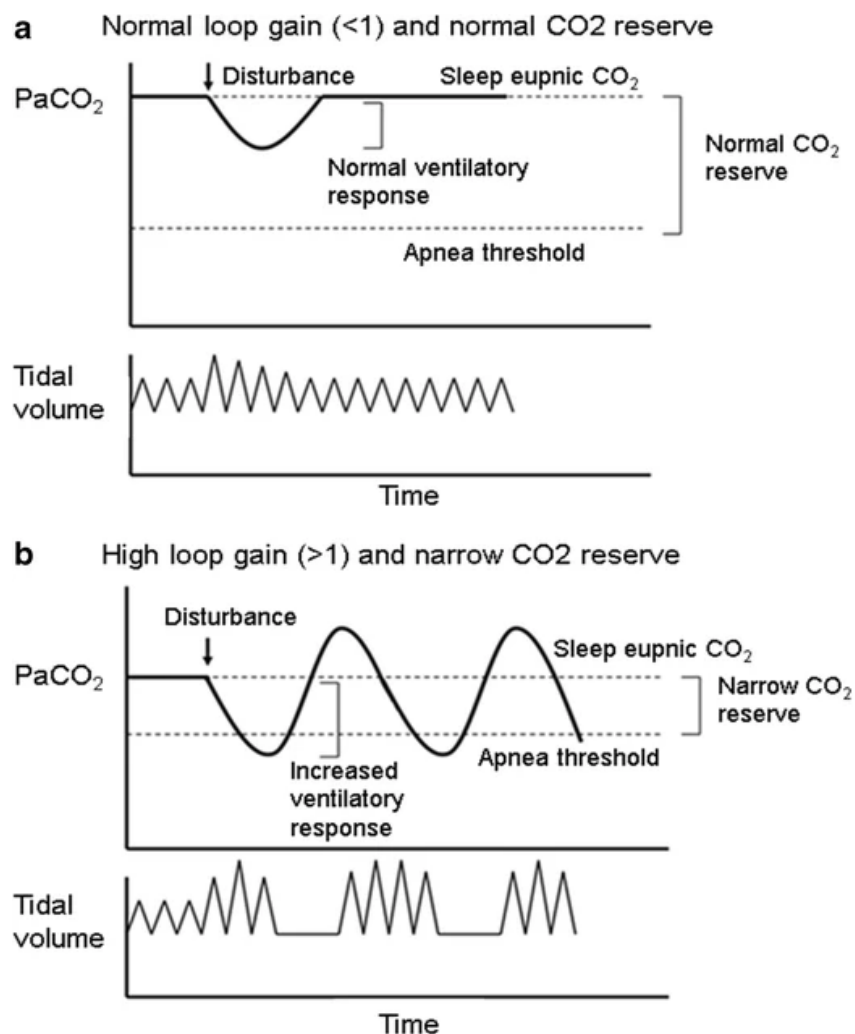 a Normal loop gain (<1) and normal CO2 reserve
Disturbance
Sleep eupnic CO₂
PaCO₂
Normal CO₂
reserve
Normal ventilatory
response
Apnea threshold
Tidal
volume
Time
b High loop gain (>1) and narrow CO2 reserve
Disturbance
Sleep eupnic CO₂
PaCO₂
Narrow CO₂
reserve
Apnea threshold
Increased
ventilatory
response
Tidal
volume
Time